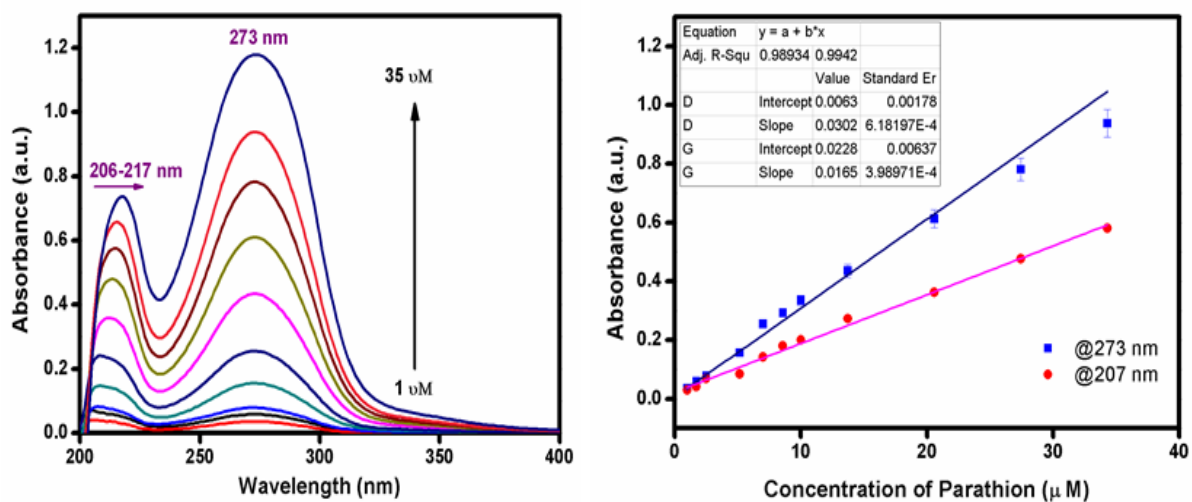 1.2
1.0
0.8
0.6
0.4
0.2
0.0
200 250 300 350 400
Absorbance (a.u.)
Wavelength (nm)
273 nm
206-217 nm
35 υM
1 υM
1.2
1.0
0.8
0.6
0.4
0.2
0.0
0 10 20 30 40
Absorbance (a.u.)
Concentration of Parathion (μ M)
Equation y = a + b*x
Adj. R-Squ 0.98934 0.9942
Value Standard Er
D Intercept 0.0063 0.00178
D Slope 0.0302 6.18197E-4
G Intercept 0.0228 0.00637
G Slope 0.0165 3.98971E-4
@273 nm
@207 nm